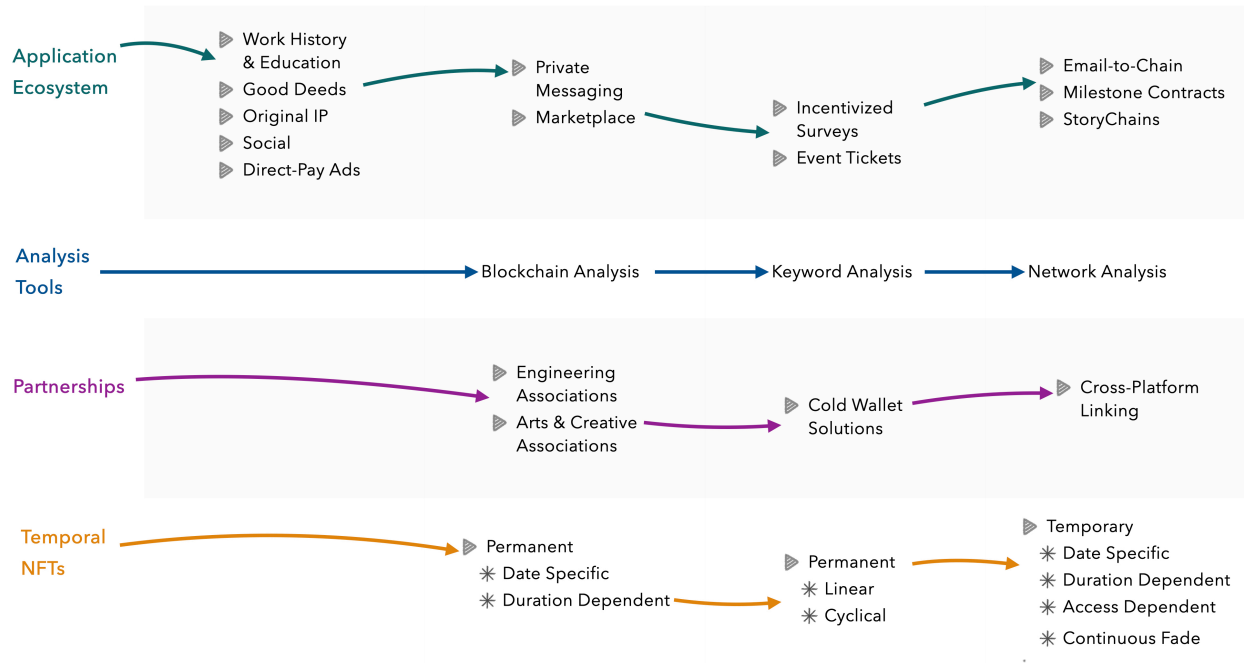 Application
Ecosystem
Work History
& Education
Good Deeds
Original IP
Social
Direct-Pay Ads
Private
Messaging
Marketplace
Incentivized
Surveys
Event Tickets
Email-to-Chain
Milestone Contracts
StoryChains
Analysis
Tools
Blockchain Analysis
Keyword Analysis
Network Analysis
Partnerships
Engineering
Associations
Arts & Creative
Associations
Cold Wallet
Solutions
Cross-Platform
Linking
Temporal
NFTs
Permanent
Date Specific
Duration Dependent
Permanent
Linear
Cyclical
Temporary
Date Specific
Duration Dependent
Access Dependent
Continuous Fade